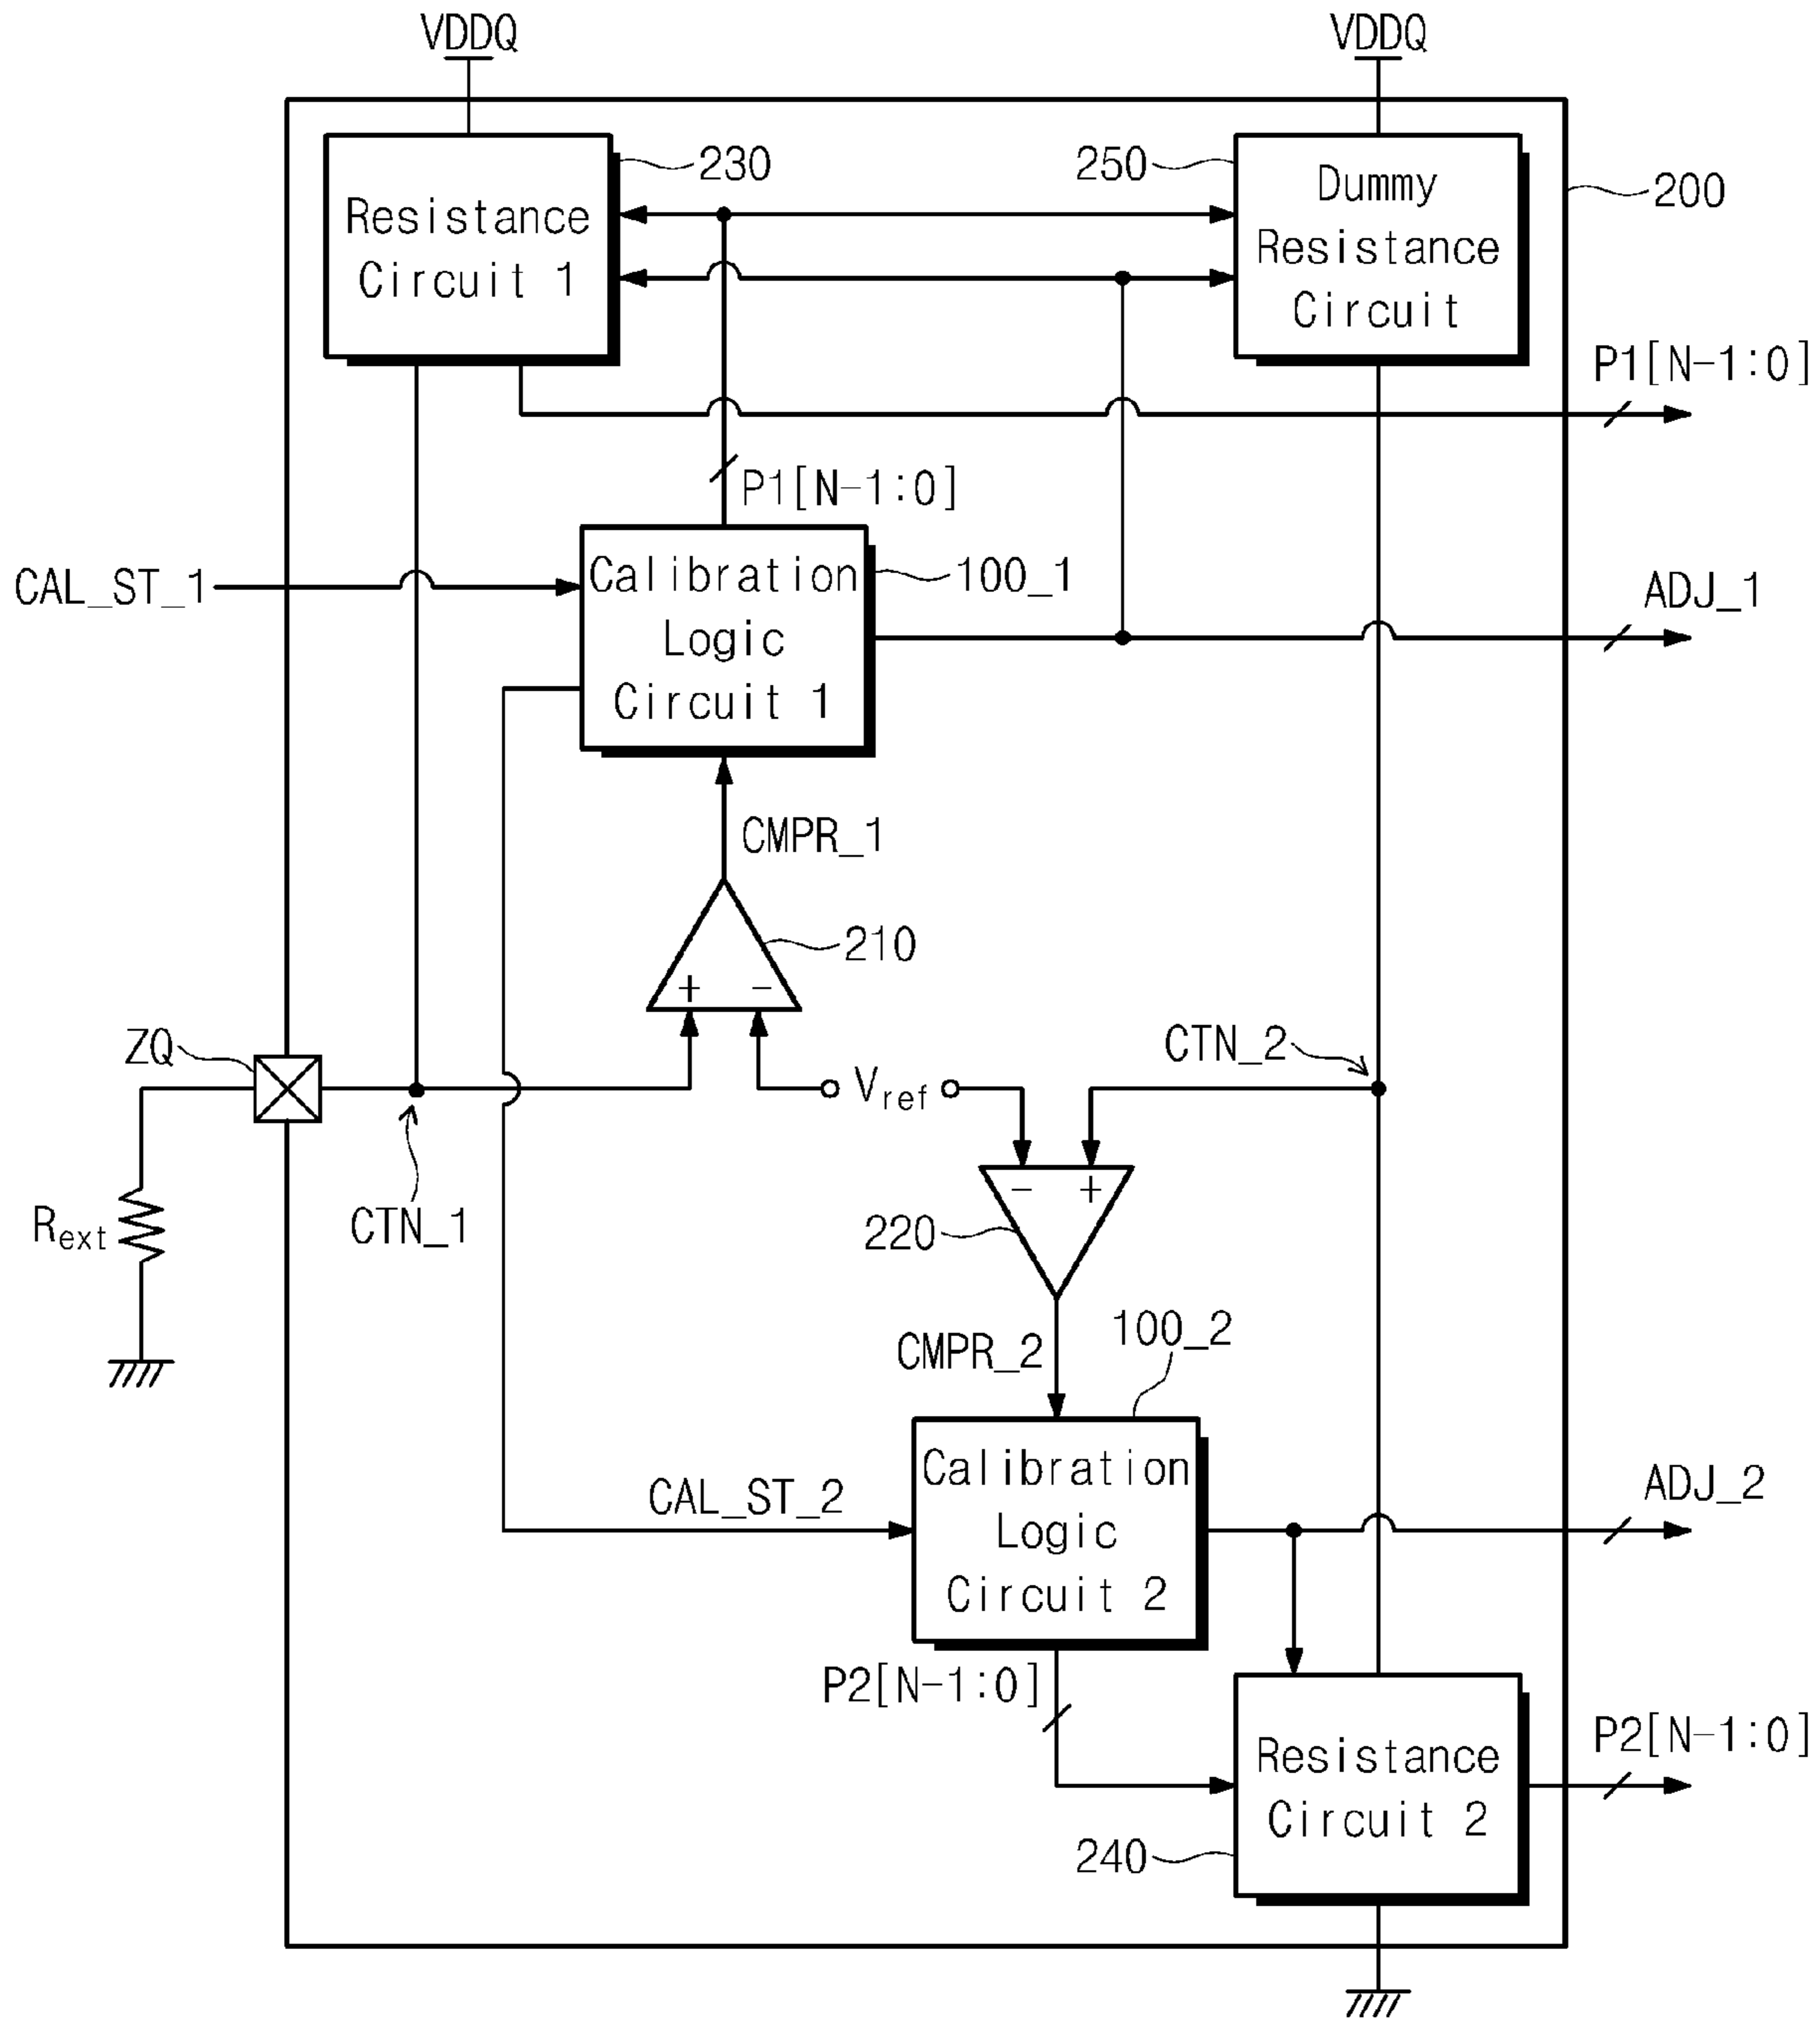 VDDQ
VDDQ
230
250
200
Resistance
Circuit 1
Dummy
Resistance
Circuit
P1[N-1:0]
P1[N-1:0]
CAL_ST_1
Calibration
Logic
Circuit 1
100_1
ADJ_1
CMPR_1
210
+ -
ZQ
Vref
CTN_2
Rext
CTN_1
- +
220
CMPR_2
100_2
CAL_ST_2
Calibration
Logic
Circuit 2
ADJ_2
P2[N-1:0]
Resistance
Circuit 2
P2[N-1:0]
240